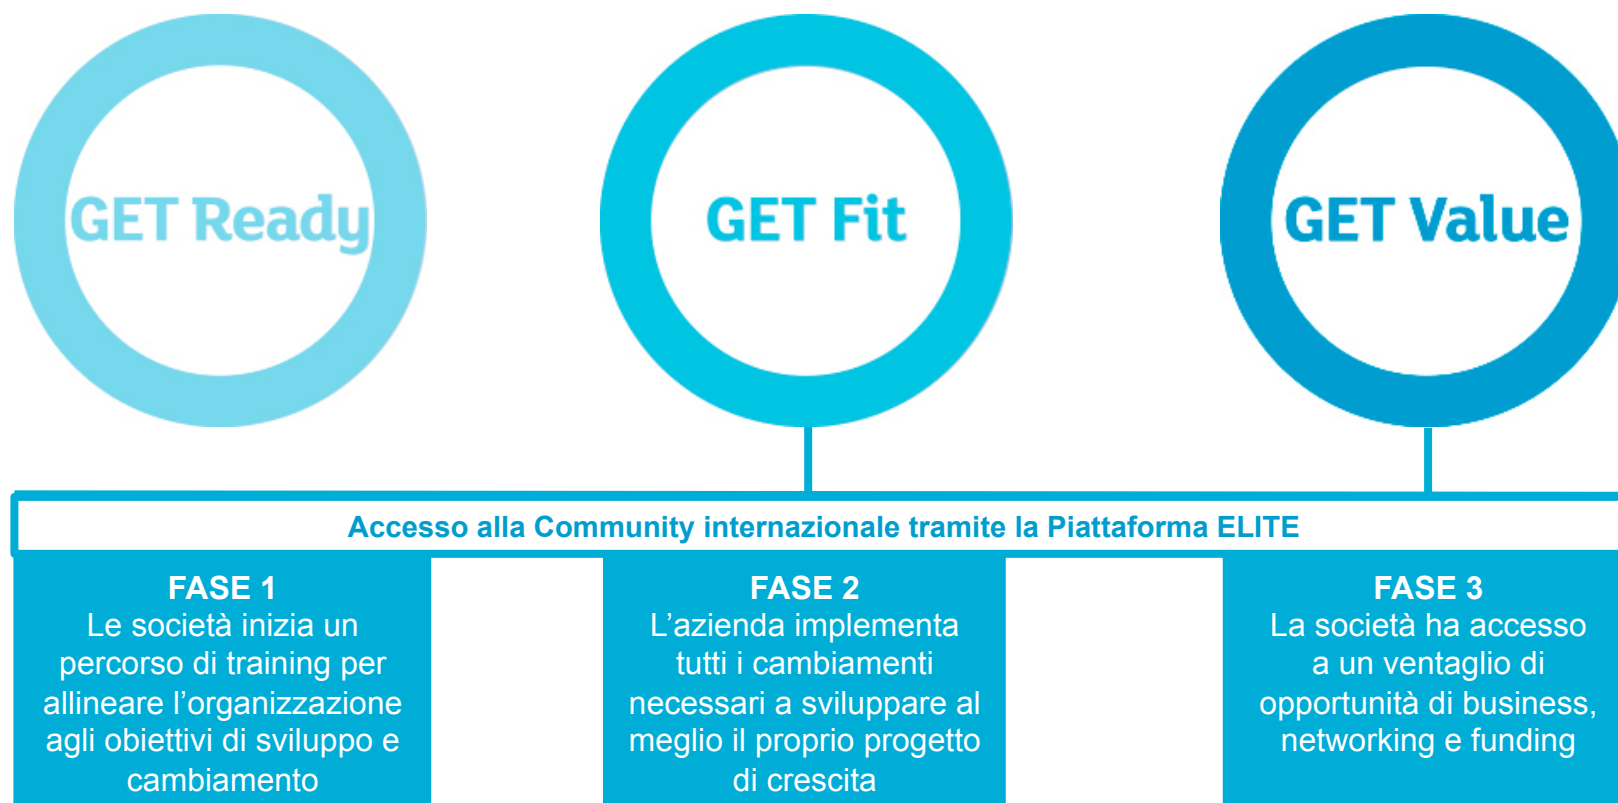 GET Ready
GET Fit
GET Value
Accesso alla Community internazionale tramite la Piattaforma ELITE
FASE 1
Le società inizia un
percorso di training per
allineare l’organizzazione
agli obiettivi di sviluppo e
cambiamento
FASE 2
L’azienda implementa
tutti i cambiamenti
necessari a sviluppare al
meglio il proprio progetto
di crescita
FASE 3
La società ha accesso
a un ventaglio di
opportunità di business,
networking e funding